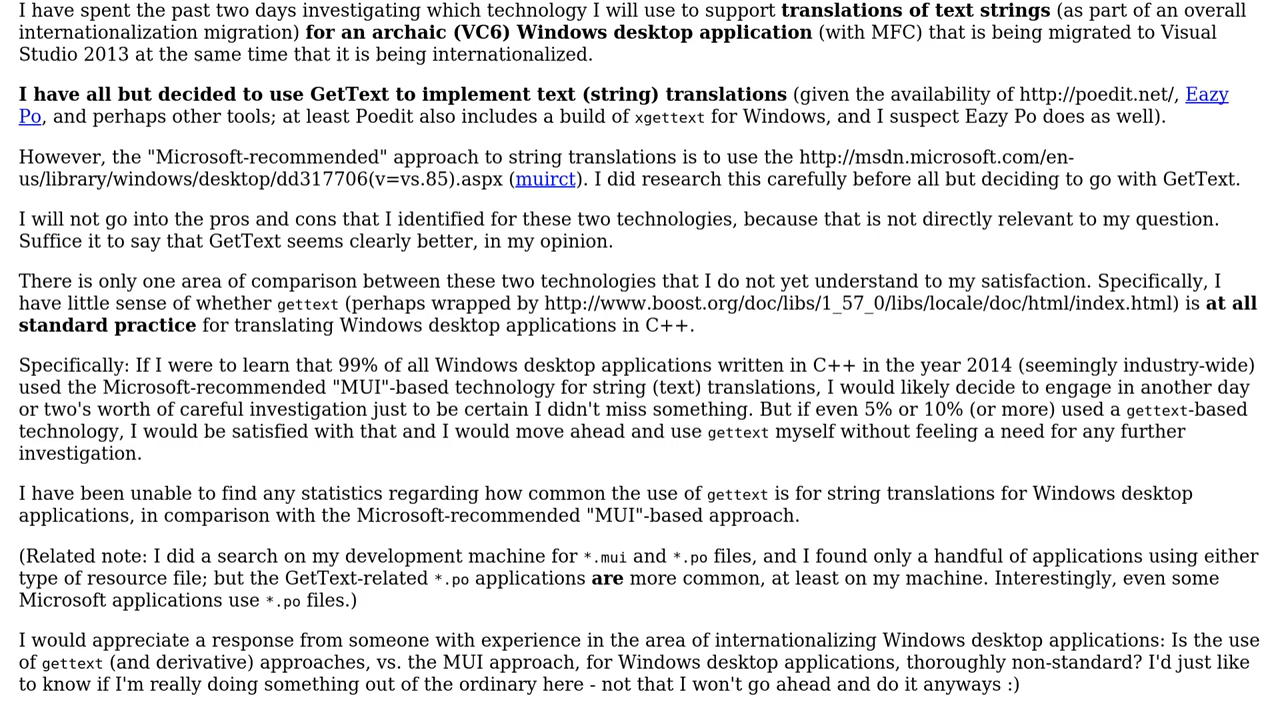 I have spent the past two days investigating which technology I will use to support translations of text strings (as part of an overall
internationalization migration) for an archaic (VC6) Windows desktop application (with MFC) that is being migrated to Visual
Studio 2013 at the same time that it is being internationalized.
I have all but decided to use GetText to implement text (string) translations (given the availability of http://poedit.net/, Eazy
Po, and perhaps other tools; at least Poedit also includes a build of xgettext for Windows, and I suspect Eazy Po does as well).
However, the "Microsoft-recommended" approach to string translations is to use the http://msdn.microsoft.com/en-
us/library/windows/desktop/dd317706(v=vs.85).aspx (muirct). I did research this carefully before all but deciding to go with GetText.
I will not go into the pros and cons that I identified for these two technologies, because that is not directly relevant to my question.
Suffice it to say that GetText seems clearly better, in my opinion.
There is only one area of comparison between these two technologies that I do not yet understand to my satisfaction. Specifically, I
have little sense of whether gettext (perhaps wrapped by http://www.boost.org/doc/libs/1_57_0/libs/locale/doc/html/index.html) is at all
standard practice for translating Windows desktop applications in C++.
Specifically: If I were to learn that 99% of all Windows desktop applications written in C++ in the year 2014 (seemingly industry-wide)
used the Microsoft-recommended "MUI"-based technology for string (text) translations, I would likely decide to engage in another day
or two's worth of careful investigation just to be certain I didn't miss something. But if even 5% or 10% (or more) used a gettext-based
technology, I would be satisfied with that and I would move ahead and use gettext myself without feeling a need for any further
investigation.
I have been unable to find any statistics regarding how common the use of gettext is for string translations for Windows desktop
applications, in comparison with the Microsoft-recommended "MUI"-based approach.
(Related note: I did a search on my development machine for *.mui and *.po files, and I found only a handful of applications using either
type of resource file; but the GetText-related *.po applications are more common, at least on my machine. Interestingly, even some
Microsoft applications use *.po files.)
I would appreciate a response from someone with experience in the area of internationalizing Windows desktop applications: Is the use
of gettext (and derivative) approaches, vs. the MUI approach, for Windows desktop applications, thoroughly non-standard? I'd just like
to know if I'm really doing something out of the ordinary here - not that I won't go ahead and do it anyways :)